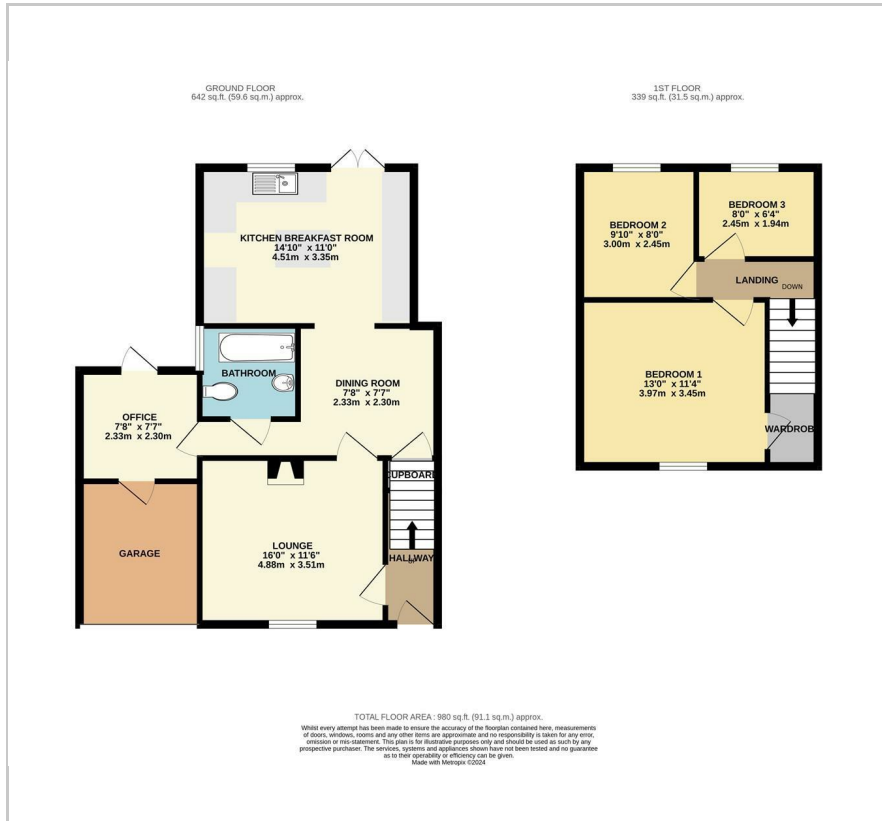 GROUND FLOOR
642 sq.ft. (59.6 sq.m.) approx.
1ST FLOOR
339 sq.ft. (31.5 sq.m.) approx.
KITCHEN BREAKFAST ROOM
14'10" x 11'0"
4.51m x 3.35m
BATHROOM
DINING ROOM
7'8" x 7'7"
2.33m x 2.30m
OFFICE
7'8" x 7'7"
2.33m x 2.30m
CUPBOARD
GARAGE
LOUNGE
16'0" x 11'6"
4.88m x 3.51m
HALLWAY
UP
BEDROOM 2
9'10" x 8'0"
3.00m x 2.45m
BEDROOM 3
8'0" x 6'4"
2.45m x 1.94m
LANDING
DOWN
BEDROOM 1
13'0" x 11'4"
3.97m x 3.45m
WARDROB
TOTAL FLOOR AREA : 980 sq.ft. (91.1 sq.m.) approx.
Whilst every attempt has been made to ensure the accuracy of the floorplan contained here, measurements
of doors, windows, rooms and any other items are approximate and no responsibility is taken for any error,
omission or mis-statement. This plan is for illustrative purposes only and should be used as such by any
prospective purchaser. The services, systems and appliances shown have not been tested and no guarantee
as to their operability or efficiency can be given.
Made with Metropix ©2024